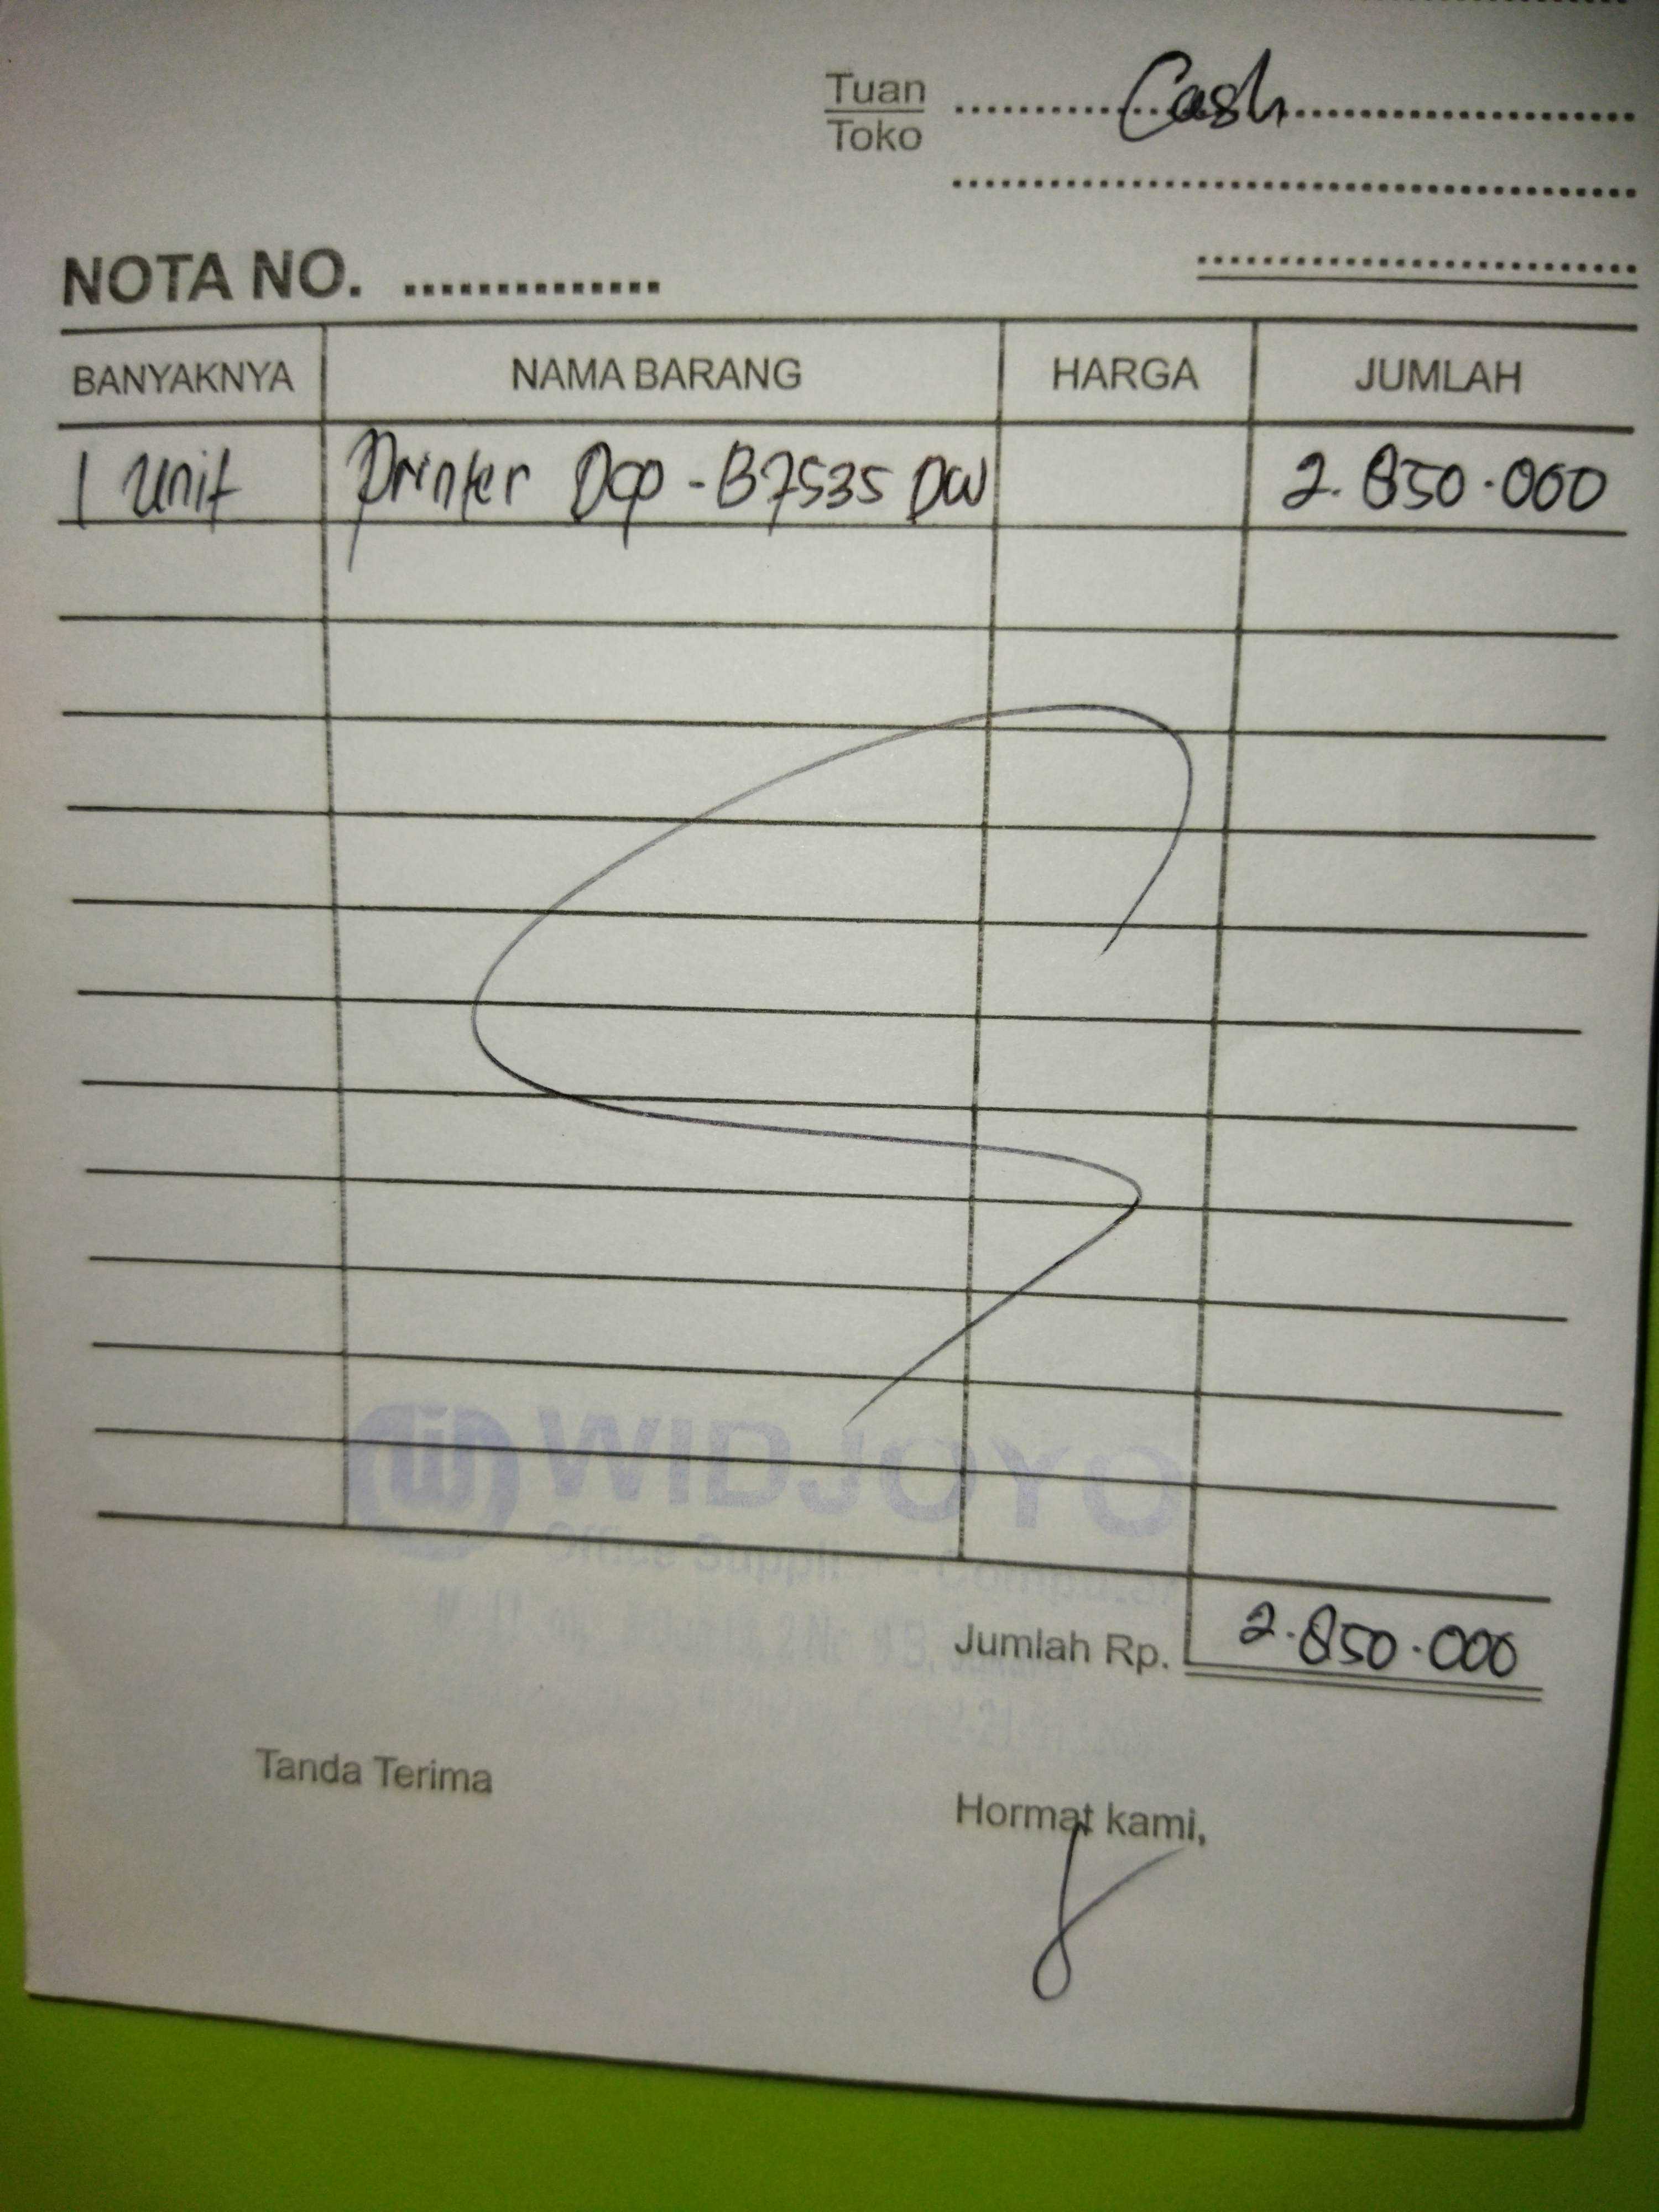 Tuan Cash
Toko
NOTA NO. ..............
BANYAKNYA NAMA BARANG HARGA JUMLAH
1 Unit Printer Dcp - B7535 DW 2.850.000
WIDJOYO
Office Supplies - Computer
Jumlah Rp. 2.850.000
Tanda Terima
Hormat kami,